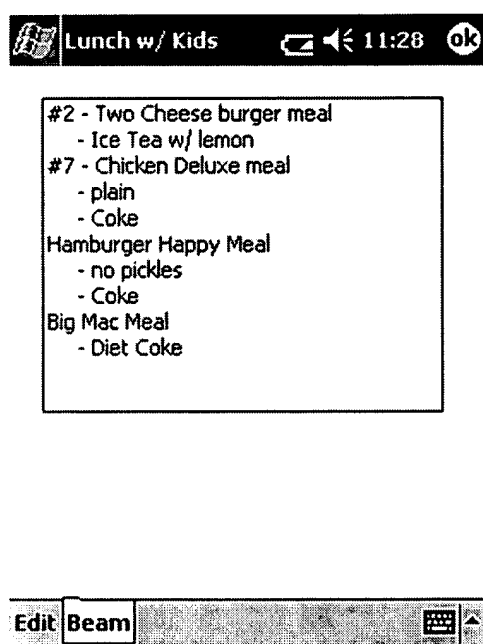 Lunch w/ Kids 11:28 ok
#2 - Two Cheese burger meal
- Ice Tea w/ lemon
#7 - Chicken Deluxe meal
- plain
- Coke
Hamburger Happy Meal
- no pickles
- Coke
Big Mac Meal
- Diet Coke
Edit Beam